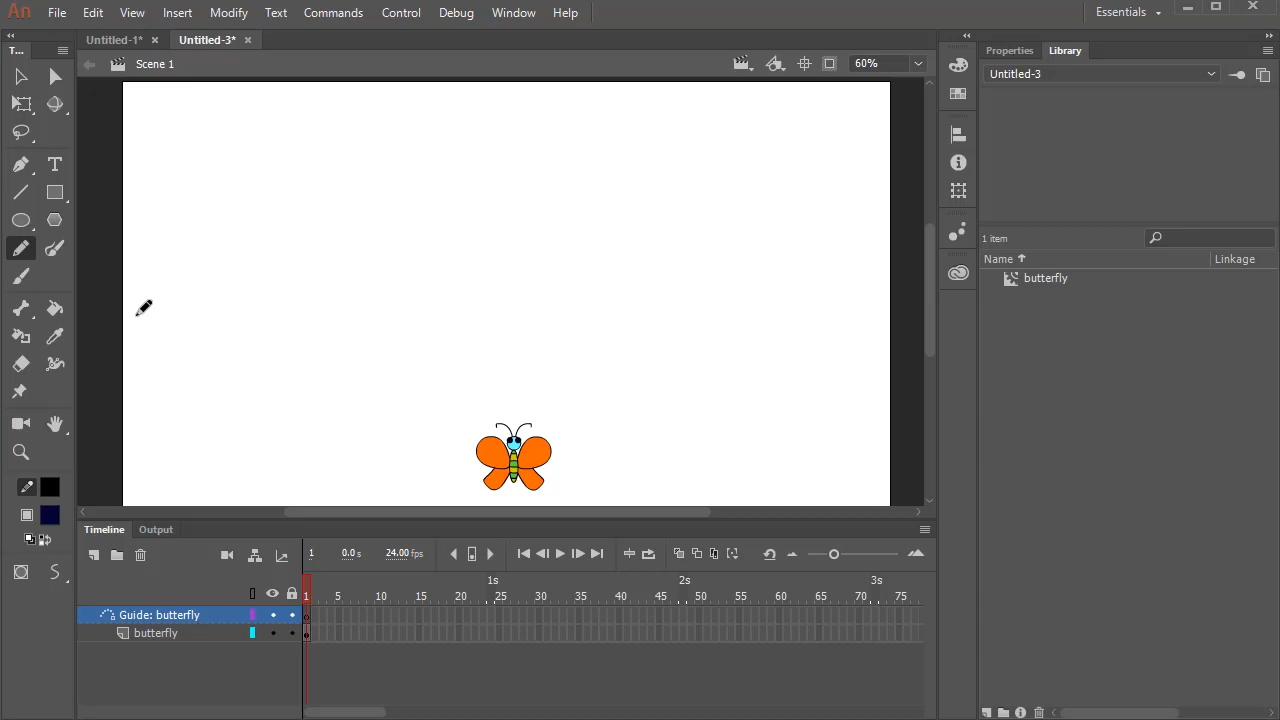 An File Edit View Insert Modify Text Commands Control Debug Window Help Essentials
Untitled-1* × Untitled-3* ×
T...
Properties Library
Scene 1 60%
Untitled-3
1 item
Name Linkage
butterfly
Timeline Output
1 0.0 s 24.00 fps
1s 2s 3s
1 5 10 15 20 25 30 35 40 45 50 55 60 65 70 75
Guide: butterfly
butterfly